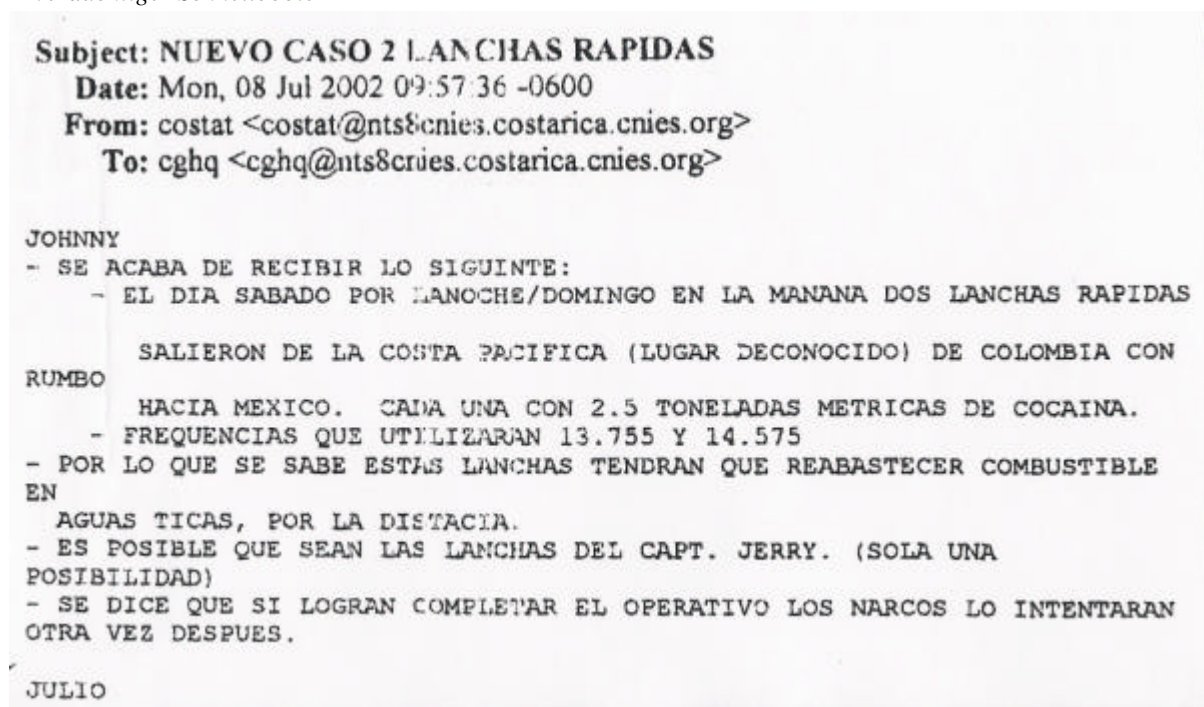 Subject: NUEVO CASO 2 LANCHAS RAPIDAS
Date: Mon, 08 Jul 2002 09:57:36 -0600
From: costat <costat@nts8cnies.costarica.cnies.org>
To: cghq <cghq@nts8cnies.costarica.cnies.org>
JOHNNY
- SE ACABA DE RECIBIR LO SIGUINTE:
- EL DIA SABADO POR LANOCHE/DOMINGO EN LA MANANA DOS LANCHAS RAPIDAS
SALIERON DE LA COSTA PACIFICA (LUGAR DECONOCIDO) DE COLOMBIA CON
RUMBO
HACIA MEXICO. CADA UNA CON 2.5 TONELADAS METRICAS DE COCAINA.
- FREQUENCIAS QUE UTILIZARAN 13.755 Y 14.575
- POR LO QUE SE SABE ESTAS LANCHAS TENDRAN QUE REABASTECER COMBUSTIBLE
EN
AGUAS TICAS, POR LA DISTACIA.
- ES POSIBLE QUE SEAN LAS LANCHAS DEL CAPT. JERRY. (SOLA UNA
POSIBILIDAD)
- SE DICE QUE SI LOGRAN COMPLETAR EL OPERATIVO LOS NARCOS LO INTENTARAN
OTRA VEZ DESPUES.
JULIO